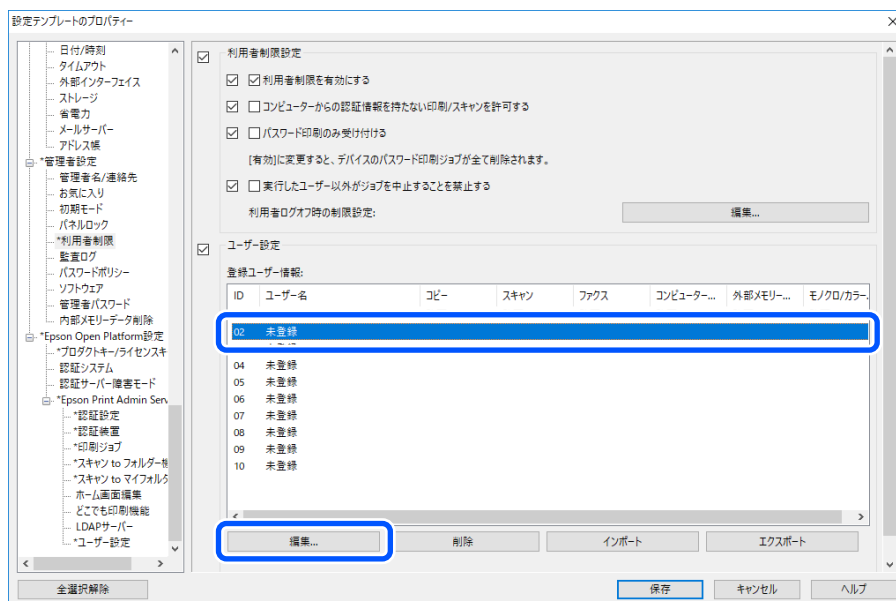 設定テンプレートのプロパティー
日付/時刻
タイムアウト
外部インターフェイス
ストレージ
省電力
メールサーバー
アドレス帳
*管理者設定
管理者名/連絡先
お気に入り
初期モード
パネルロック
*利用者制限
監査ログ
パスワードポリシー
ソフトウェア
管理者パスワード
内部メモリーデータ削除
*Epson Open Platform設定
*プロダクトキー/ライセンスキ
認証システム
認証サーバー障害モード
*Epson Print Admin Serv
*認証設定
*認証装置
*印刷ジョブ
*スキャン to フォルダー機
*スキャン to マイフォルダ
ホーム画面編集
どこでも印刷機能
LDAPサーバー
*ユーザー設定
全選択解除
利用者制限設定
利用者制限を有効にする
コンピューターからの認証情報を持たない印刷/スキャンを許可する
パスワード印刷のみ受け付ける
[有効]に変更すると、デバイスのパスワード印刷ジョブが全て削除されます。
実行したユーザー以外がジョブを中止することを禁止する
利用者ログオフ時の制限設定: 編集...
ユーザー設定
登録ユーザー情報:
ID ユーザー名 コピー スキャン ファクス コンピューター... 外部メモリー... モノクロ/カラー...
02 未登録
04 未登録
05 未登録
06 未登録
07 未登録
08 未登録
09 未登録
10 未登録
編集... 削除 インポート エクスポート
保存 キャンセル ヘルプ